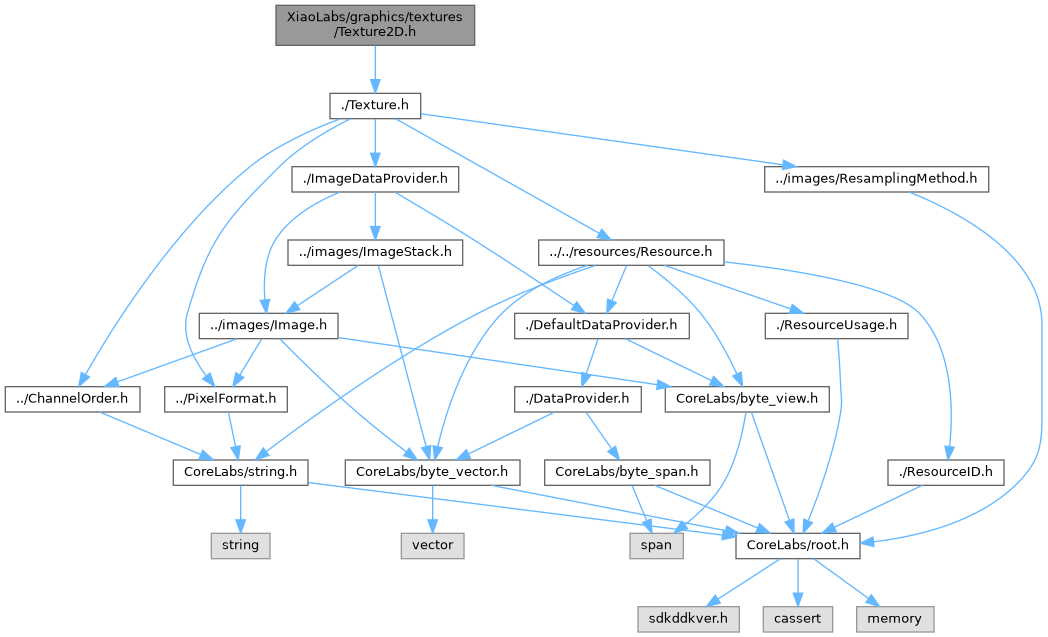 XiaoLabs/graphics/textures
/Texture2D.h
./Texture.h
./ImageDataProvider.h
../images/ResamplingMethod.h
../images/ImageStack.h
../../resources/Resource.h
../images/Image.h
./DefaultDataProvider.h
./ResourceUsage.h
../ChannelOrder.h
../PixelFormat.h
./DataProvider.h
CoreLabs/byte_view.h
CoreLabs/string.h
CoreLabs/byte_vector.h
CoreLabs/byte_span.h
./ResourceID.h
string
vector
span
CoreLabs/root.h
sdkddkver.h
cassert
memory